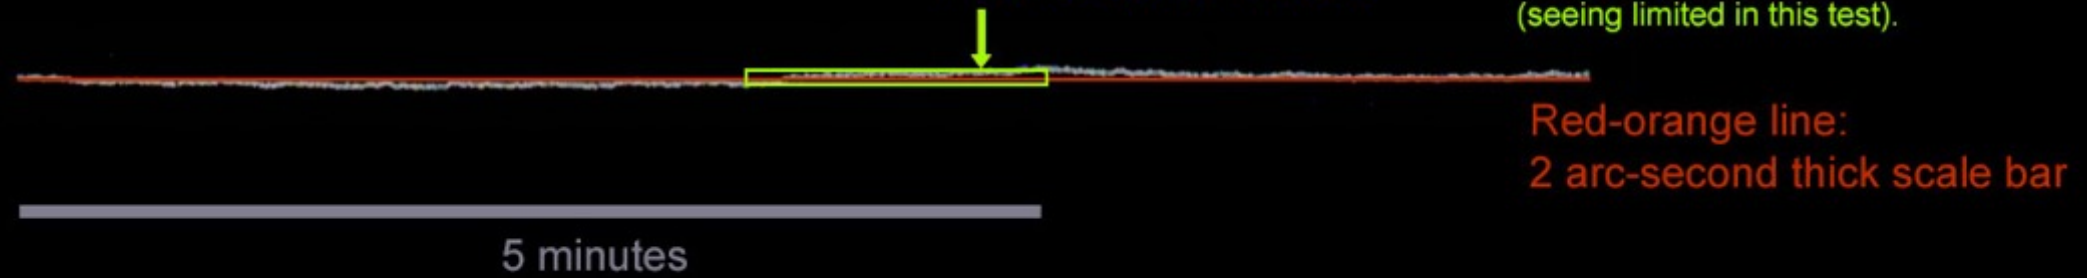 (seeing limited in this test).
Red-orange line:
2 arc-second thick scale bar
5 minutes